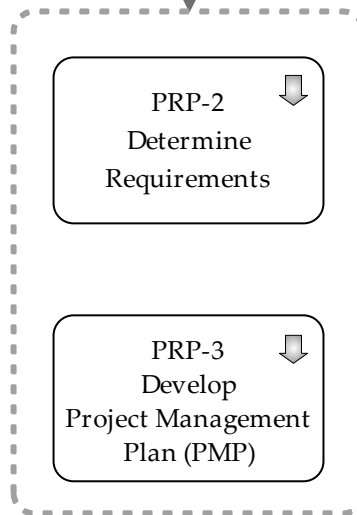 PRP-2
Determine
Requirements
PRP-3
Develop
Project Management
Plan (PMP)